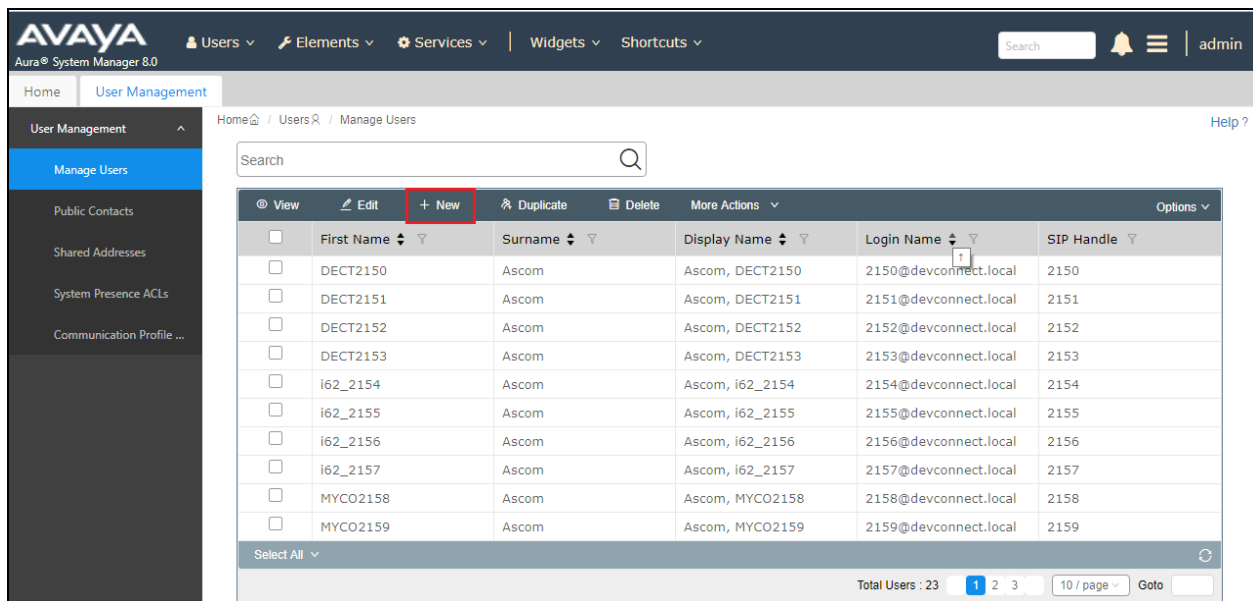 AVAYA
Aura® System Manager 8.0
Users Elements Services | Widgets Shortcuts Search | admin
Home User Management
User Management
Manage Users
Public Contacts
Shared Addresses
System Presence ACLs
Communication Profile ...
Home / Users / Manage Users Help ?
Search
View Edit + New Duplicate Delete More Actions Options
First Name Surname Display Name Login Name SIP Handle
↑
DECT2150 Ascom Ascom, DECT2150 2150@devconnect.local 2150
DECT2151 Ascom Ascom, DECT2151 2151@devconnect.local 2151
DECT2152 Ascom Ascom, DECT2152 2152@devconnect.local 2152
DECT2153 Ascom Ascom, DECT2153 2153@devconnect.local 2153
i62_2154 Ascom Ascom, i62_2154 2154@devconnect.local 2154
i62_2155 Ascom Ascom, i62_2155 2155@devconnect.local 2155
i62_2156 Ascom Ascom, i62_2156 2156@devconnect.local 2156
i62_2157 Ascom Ascom, i62_2157 2157@devconnect.local 2157
MYCO2158 Ascom Ascom, MYCO2158 2158@devconnect.local 2158
MYCO2159 Ascom Ascom, MYCO2159 2159@devconnect.local 2159
Select All
Total Users : 23 1 2 3 10 / page Goto